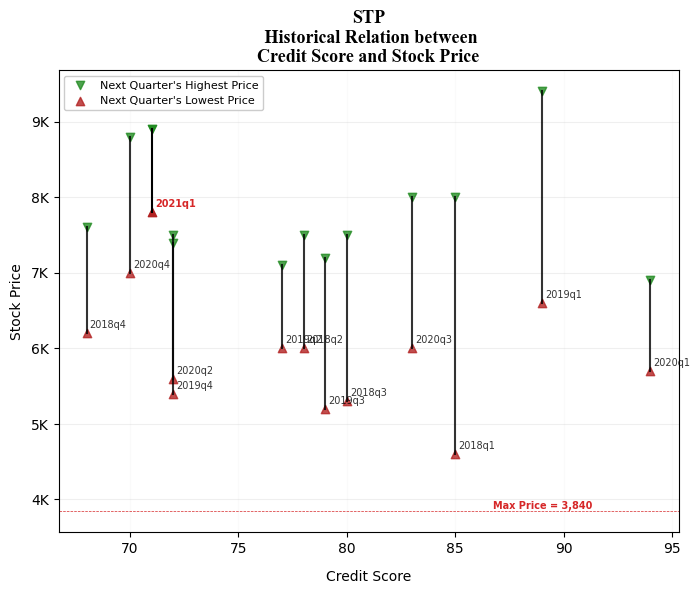 STP
Historical Relation between
Credit Score and Stock Price
Next Quarter's Highest Price
Next Quarter's Lowest Price
9K
8K
7K
6K
5K
4K
Stock Price
2021q1
2020q4
2018q4
2020q2
2019q4
2019q2
2018q2
2019q3
2018q3
2020q3
2018q1
2019q1
2020q1
Max Price = 3,840
70
75
80
85
90
95
Credit Score